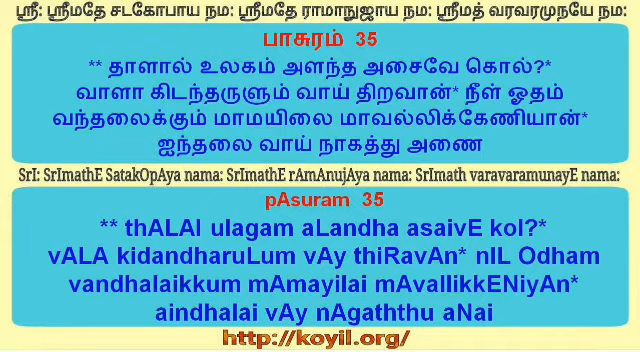 ஸ்ரீ: ஸ்ரீமதே சடகோபாய நம: ஸ்ரீமதே ராமாநுஜாய நம: ஸ்ரீமத் வரவரமுநயே நம:
பாசுரம் 35
** தாளால் உலகம் அளந்த அசைவே கொல்?*
வாளா கிடந்தருளும் வாய் திறவான்* நீள் ஓதம்
வந்தலைக்கும் மாமயிலை மாவல்லிக்கேணியான்*
ஐந்தலை வாய் நாகத்து அணை
SrI: SrImathE SatakOpAya nama: SrImathE rAmAnujAya nama: SrImath varavaramunayE nama:
pAsuram 35
** thALAl ulagam aLandha asaivE kol?*
vALA kidandharuLum vAy thiRavAn* nIL Odham
vandhalaikkum mAmayilai mAvallikkENiyAn*
aindhalai vAy nAgaththu aNai
http://koyil.org/